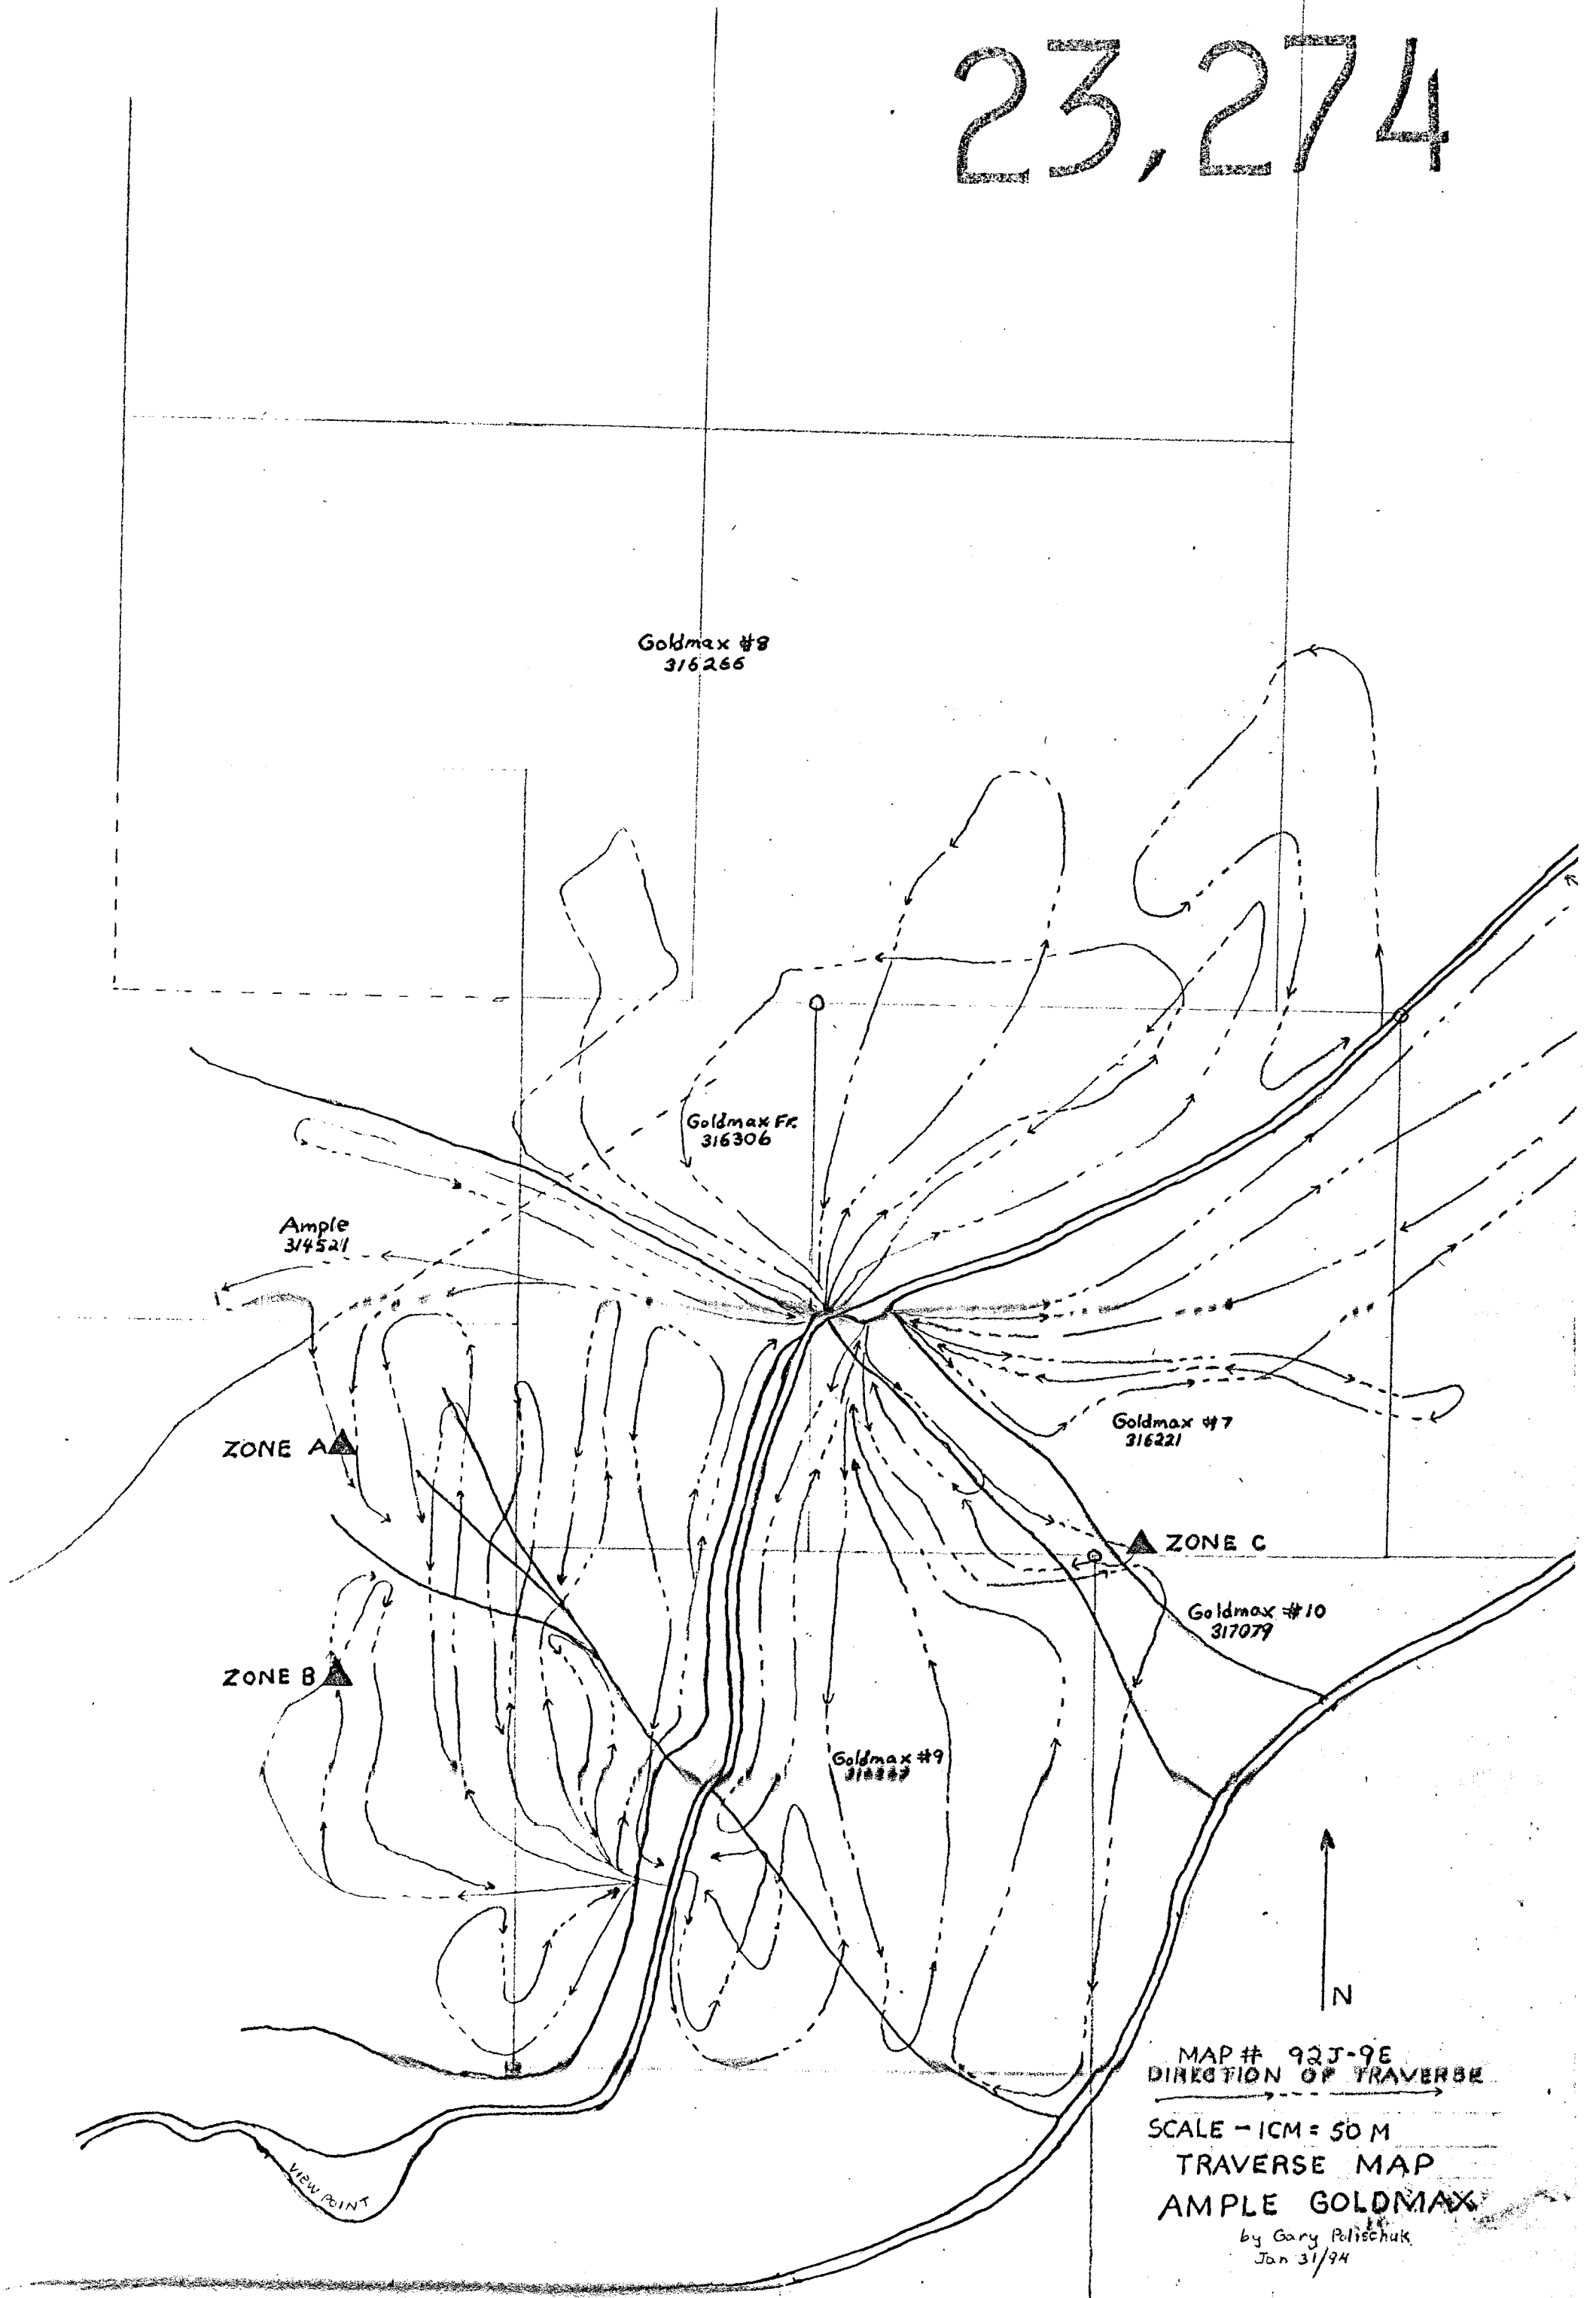 23,274
Goldmax #8
316266
Goldmax Fr.
316306
Ample
314521
Goldmax #7
316221
ZONE A
ZONE C
Goldmax #10
317079
ZONE B
Goldmax #9
N
MAP # 92J-9E
DIRECTION OF TRAVERSE
SCALE - 1CM = 50 M
TRAVERSE MAP
VIEW POINT
AMPLE GOLDMAX
by Gary Polischuk
Jan 31/94